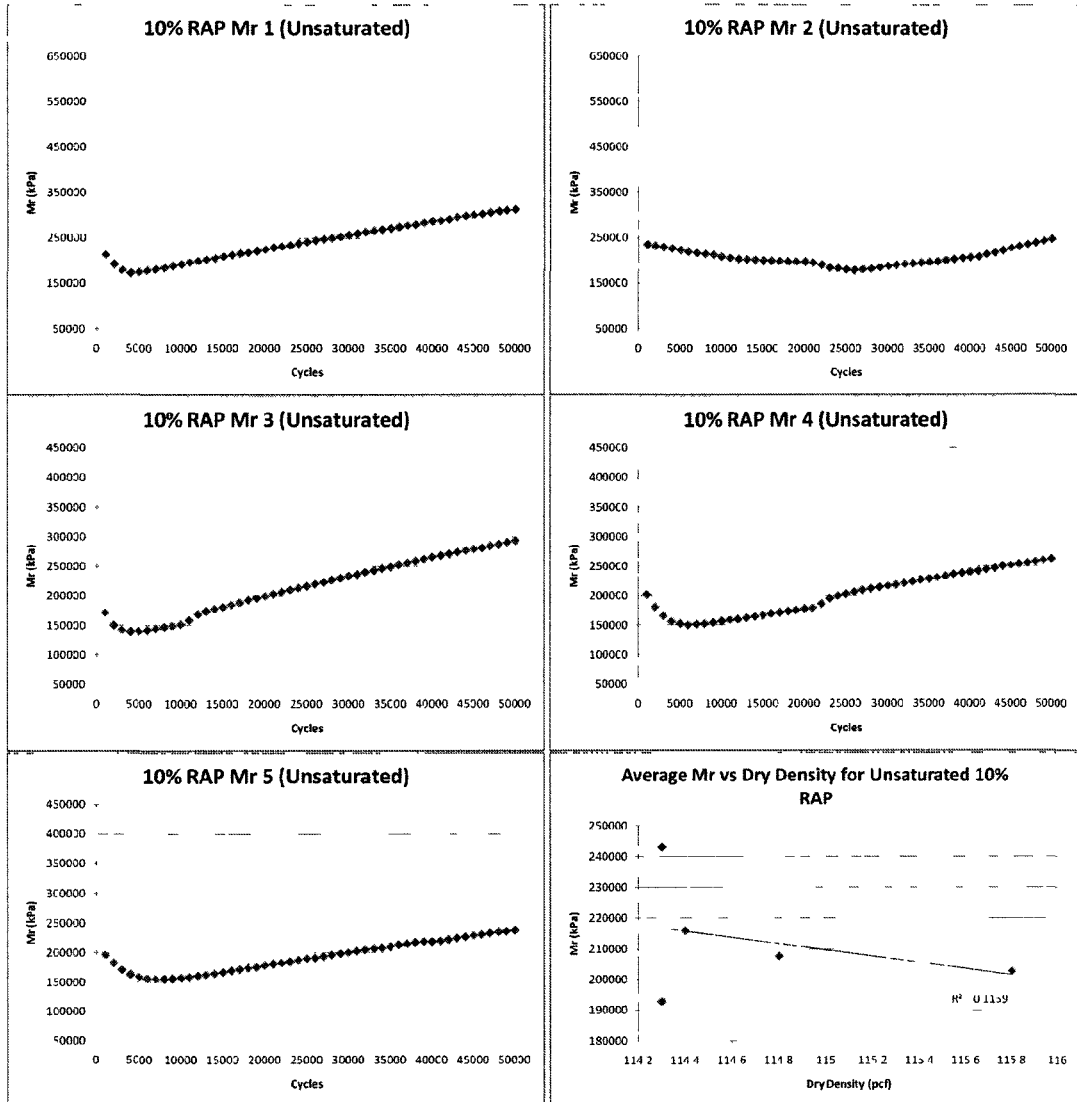 10% RAP Mr 1 (Unsaturated)
650000
550000
450000
350000
250000
150000
50000
Mr (kPa)
0 5000 10000 15000 20000 25000 30000 35000 40000 45000 50000
Cycles
10% RAP Mr 2 (Unsaturated)
650000
550000
450000
350000
250000
150000
50000
Mr (kPa)
0 5000 10000 15000 20000 25000 30000 35000 40000 45000 50000
Cycles
10% RAP Mr 3 (Unsaturated)
450000
400000
350000
300000
250000
200000
150000
100000
50000
Mr (kPa)
0 5000 10000 15000 20000 25000 30000 35000 40000 45000 50000
Cycles
10% RAP Mr 4 (Unsaturated)
450000
400000
350000
300000
250000
200000
150000
100000
50000
Mr (kPa)
0 5000 10000 15000 20000 25000 30000 35000 40000 45000 50000
Cycles
10% RAP Mr 5 (Unsaturated)
450000
400000
350000
300000
250000
200000
150000
100000
50000
Mr (kPa)
0 5000 10000 15000 20000 25000 30000 35000 40000 45000 50000
Cycles
Average Mr vs Dry Density for Unsaturated 10%
RAP
250000
240000
230000
220000
210000
200000
190000
180000
Mr (kPa)
R² 0.1159
114 2 114 4 114 6 114 8 115 115 2 115 4 115 6 115 8 116
Dry Density (pcf)